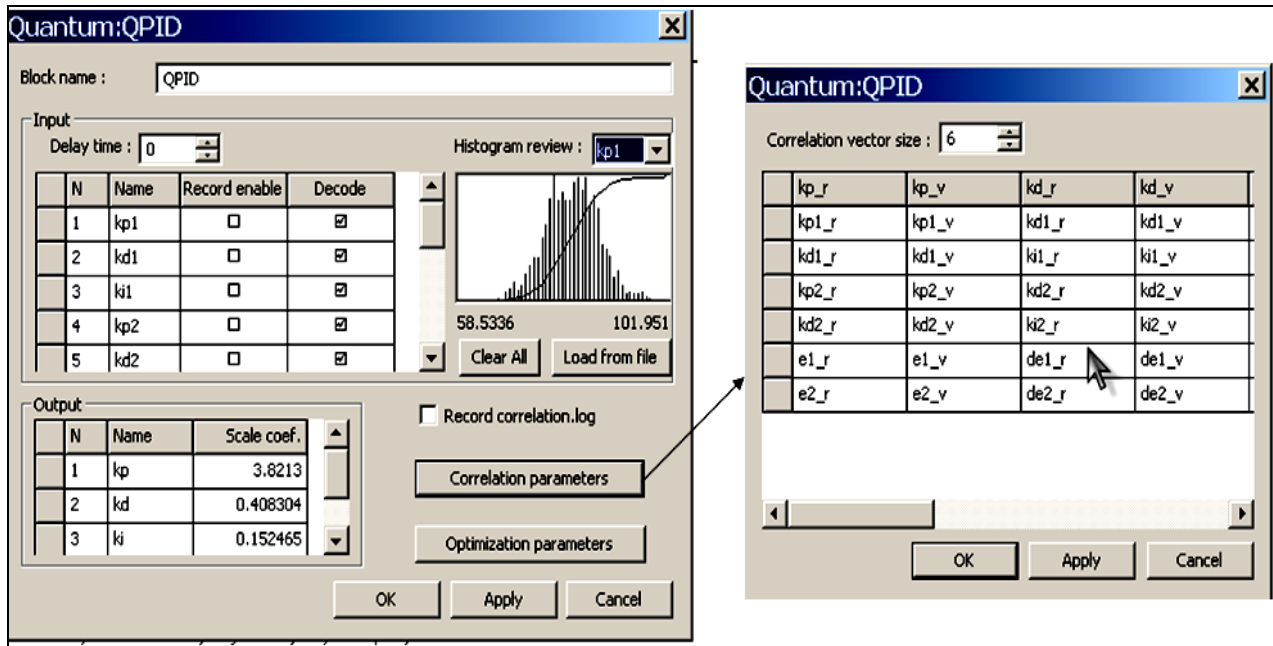 Quantum:QPID
Block name : QPID
Input
Delay time : 0
Histogram review : kp1
N Name Record enable Decode
1 kp1
2 kd1
3 ki1
4 kp2
5 kd2
58.5336 101.951
Clear All Load from file
Output
N Name Scale coef.
1 kp 3.8213
2 kd 0.408304
3 ki 0.152465
Record correlation.log
Correlation parameters
Optimization parameters
OK Apply Cancel
Quantum:QPID
Correlation vector size : 6
kp_r kp_v kd_r kd_v
kp1_r kp1_v kd1_r kd1_v
kd1_r kd1_v ki1_r ki1_v
kp2_r kp2_v kd2_r kd2_v
kd2_r kd2_v ki2_r ki2_v
e1_r e1_v de1_r de1_v
e2_r e2_v de2_r de2_v
OK Apply Cancel